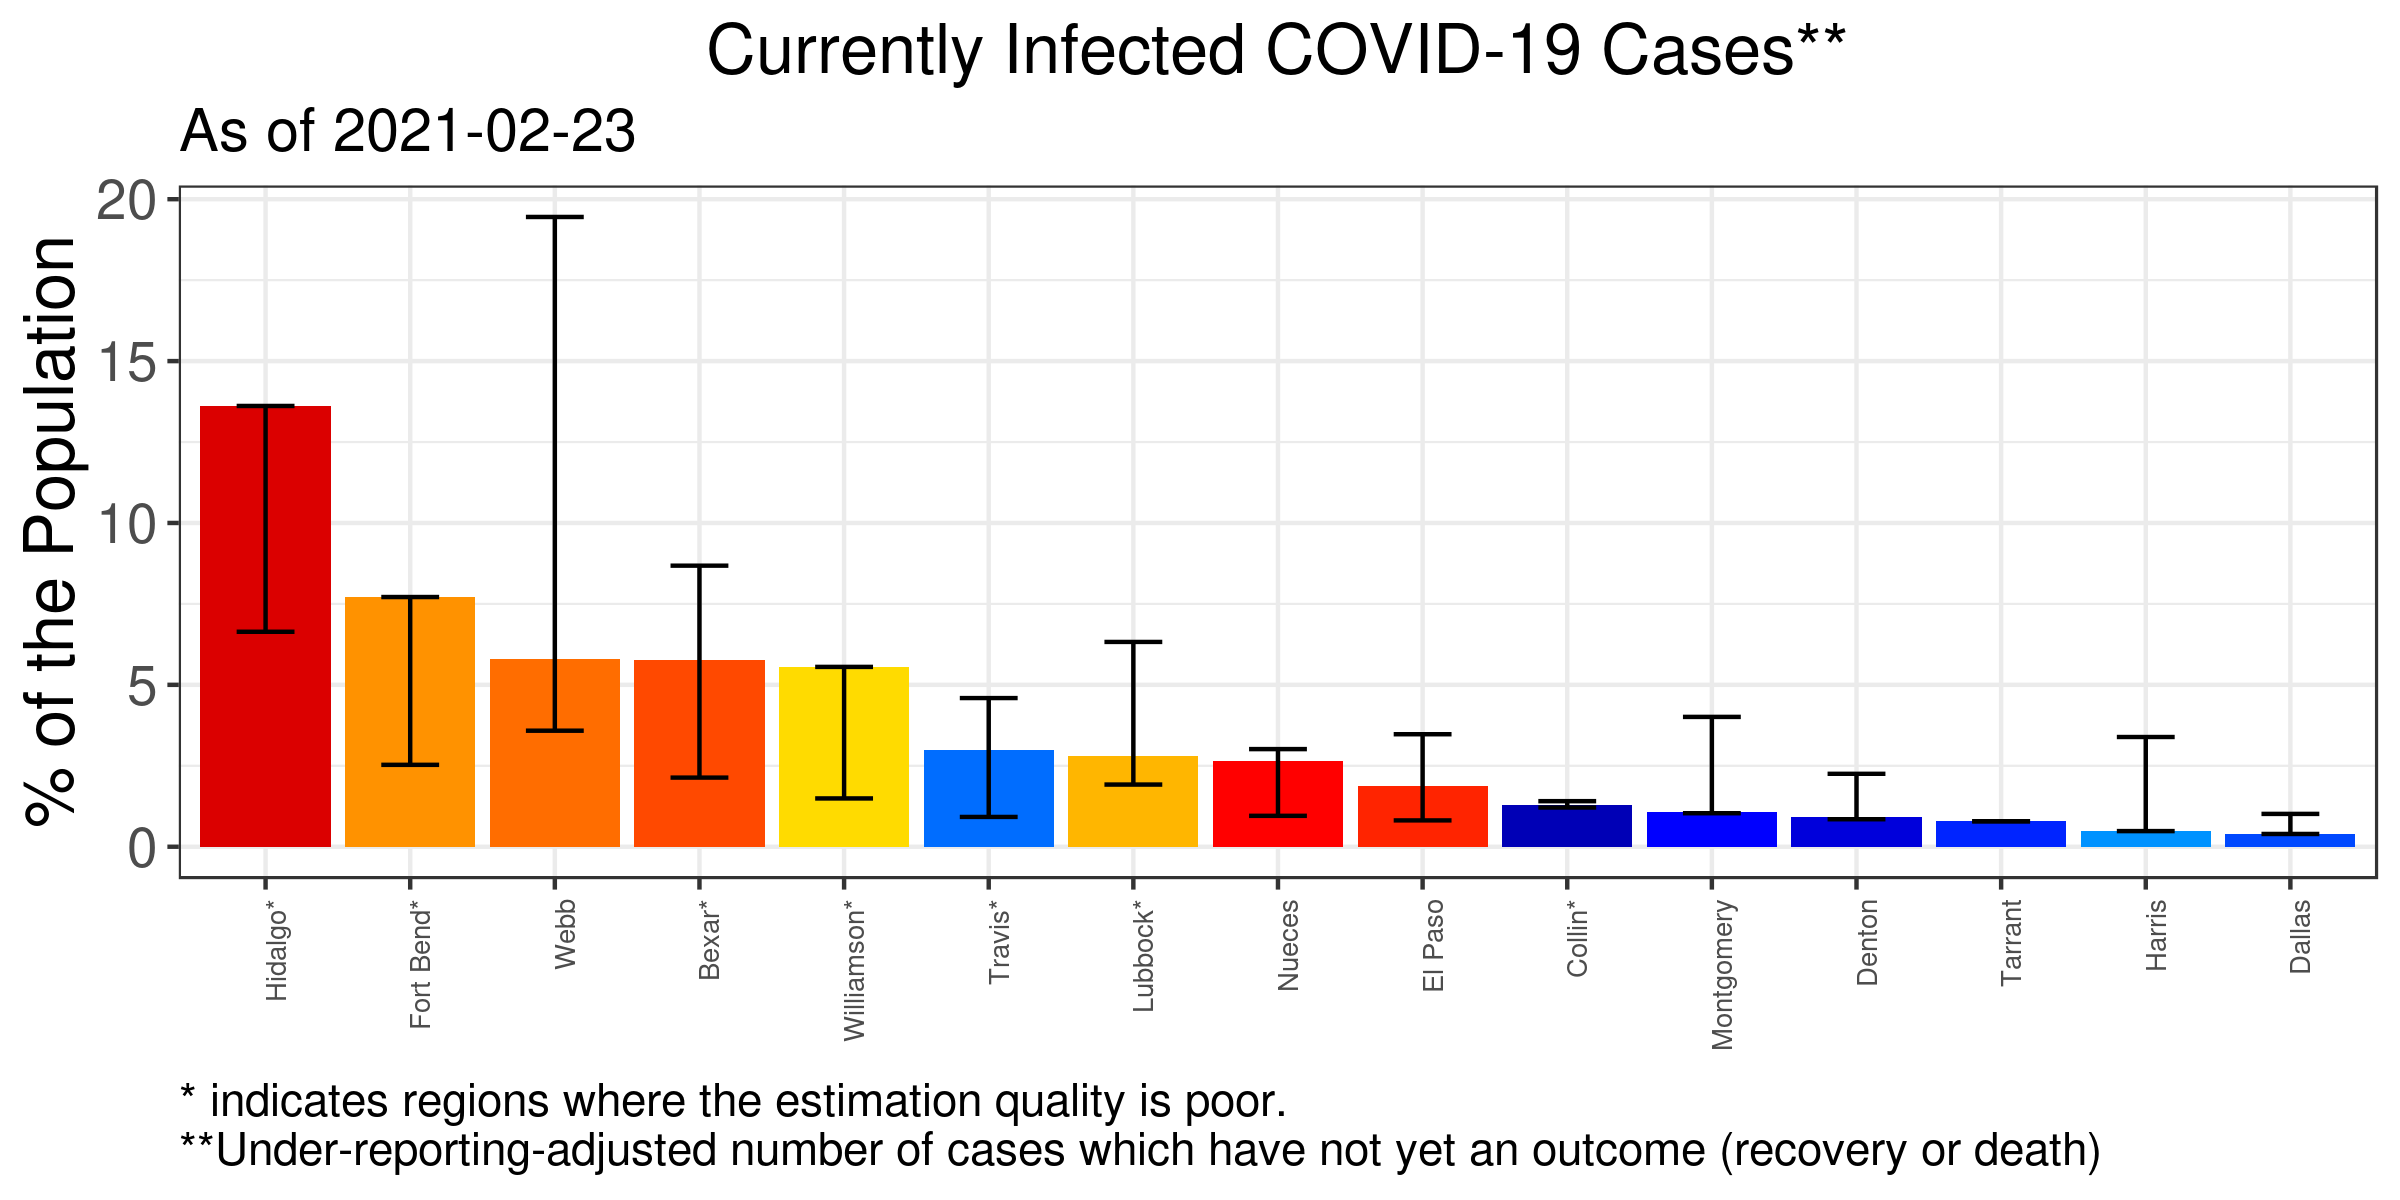 Currently Infected COVID-19 Cases**
As of 2021-02-23
% of the Population
20
15
10
5
0
Hidalgo*
Fort Bend*
Webb
Bexar*
Williamson*
Travis*
Lubbock*
Nueces
El Paso
Collin*
Montgomery
Denton
Tarrant
Harris
Dallas
* indicates regions where the estimation quality is poor.
**Under-reporting-adjusted number of cases which have not yet an outcome (recovery or death)